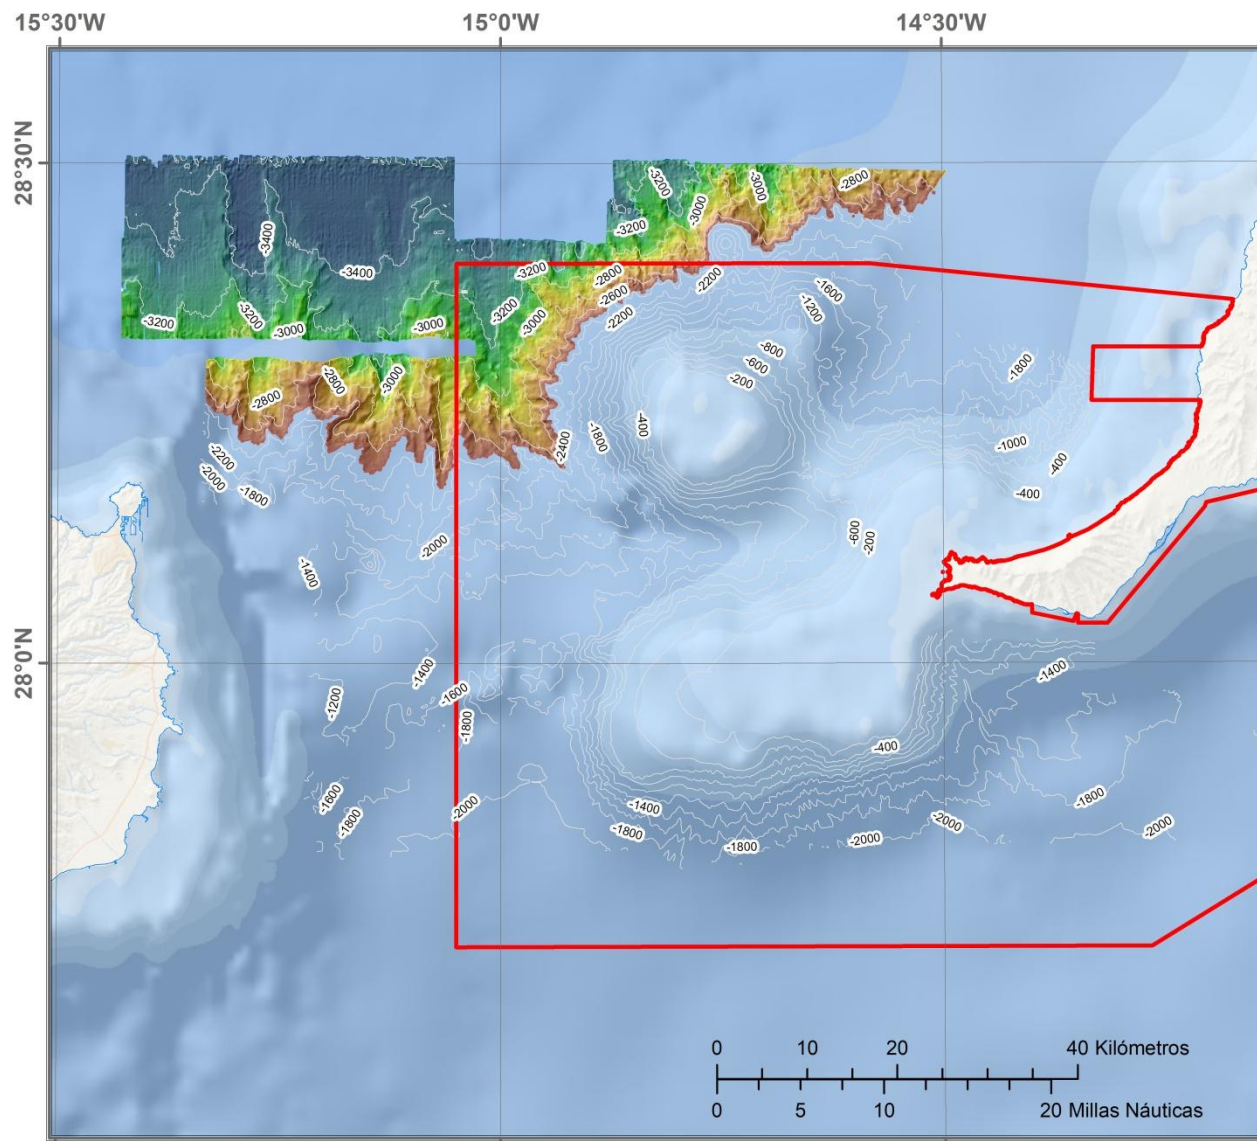 15°30'W 15°0'W 14°30'W
28°30'N
-3200 -3000 -2800
-3200 -3000
-3400 -3200
-3400 -3200 -2800 -2200 -1600
-3200 -3200 -3000 -3000 -3200 -3000 -2600 -2200 -1200
-2800 -2800 -3000 -800 -600 -200 -1800
-2200 -2000 -1800 -2400 -1800 -400 -1000 -400 -400
-1400 -2000 -600 -200
28°0'N
-1200 -1400 -1600 -1800 -1400
-400
-1600 -1800 -2000 -1400 -1800 -1800 -2000 -2000 -1800 -2000
0 10 20 40 Kilómetros
0 5 10 20 Millas Náuticas